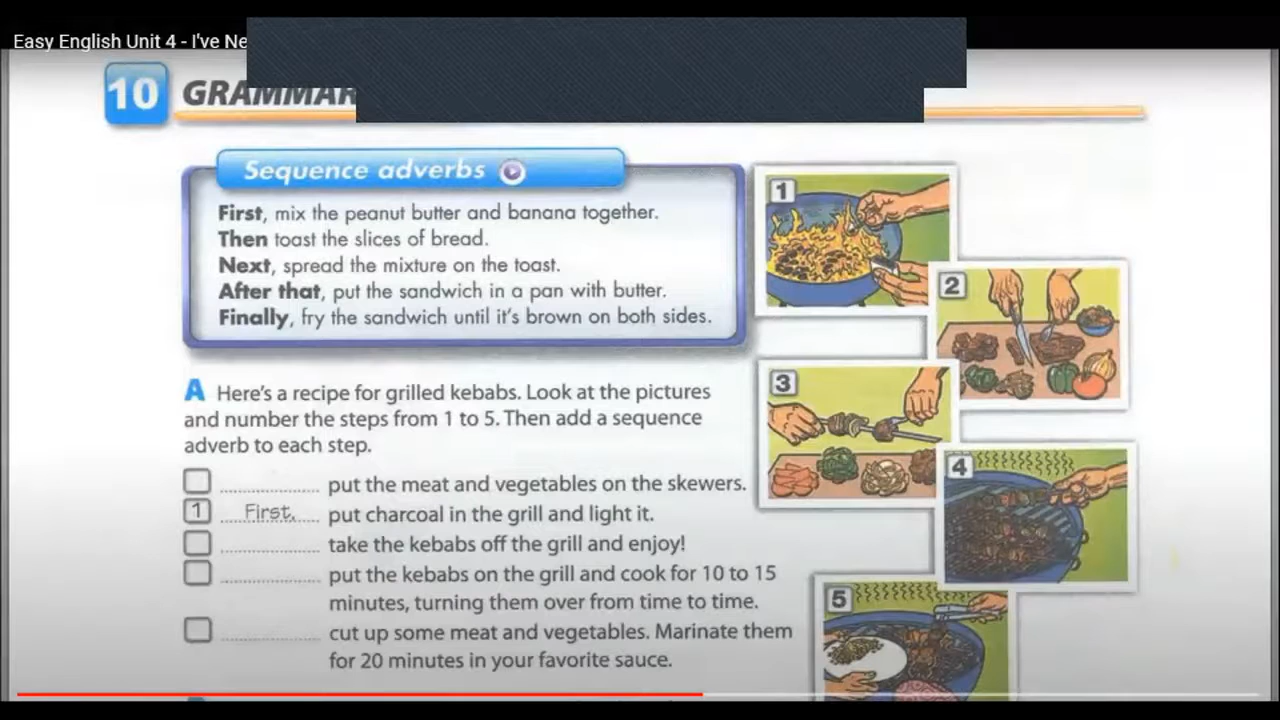 Easy English Unit 4 - I've Ne
10 GRAMMAR
Sequence adverbs
First, mix the peanut butter and banana together.
Then toast the slices of bread.
Next, spread the mixture on the toast.
After that, put the sandwich in a pan with butter.
Finally, fry the sandwich until it's brown on both sides.
A Here's a recipe for grilled kebabs. Look at the pictures
and number the steps from 1 to 5. Then add a sequence
adverb to each step.
put the meat and vegetables on the skewers.
1 First, put charcoal in the grill and light it.
take the kebabs off the grill and enjoy!
put the kebabs on the grill and cook for 10 to 15
minutes, turning them over from time to time.
cut up some meat and vegetables. Marinate them
for 20 minutes in your favorite sauce.
1
2
3
4
5